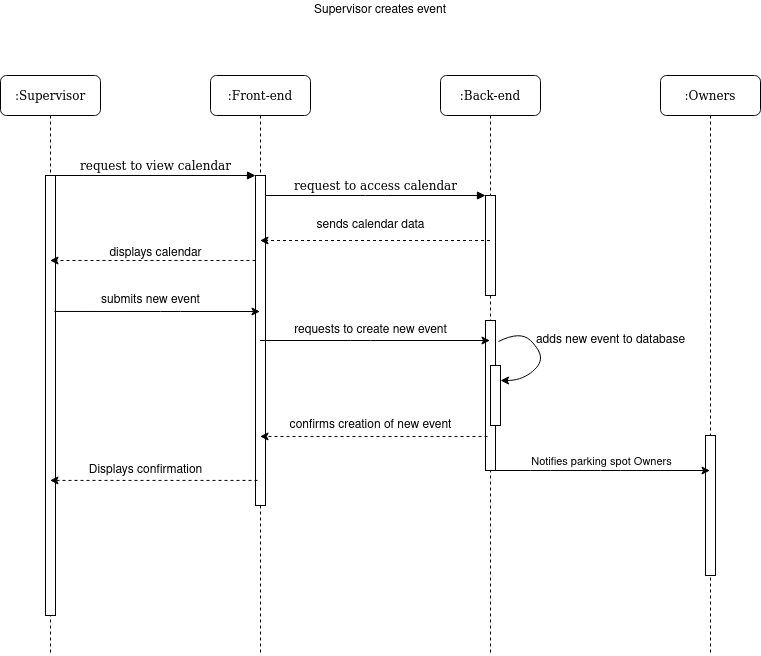 Supervisor creates event
:Supervisor
:Front-end
:Back-end
:Owners
request to view calendar
request to access calendar
sends calendar data
displays calendar
submits new event
requests to create new event
adds new event to database
confirms creation of new event
Notifies parking spot Owners
Displays confirmation